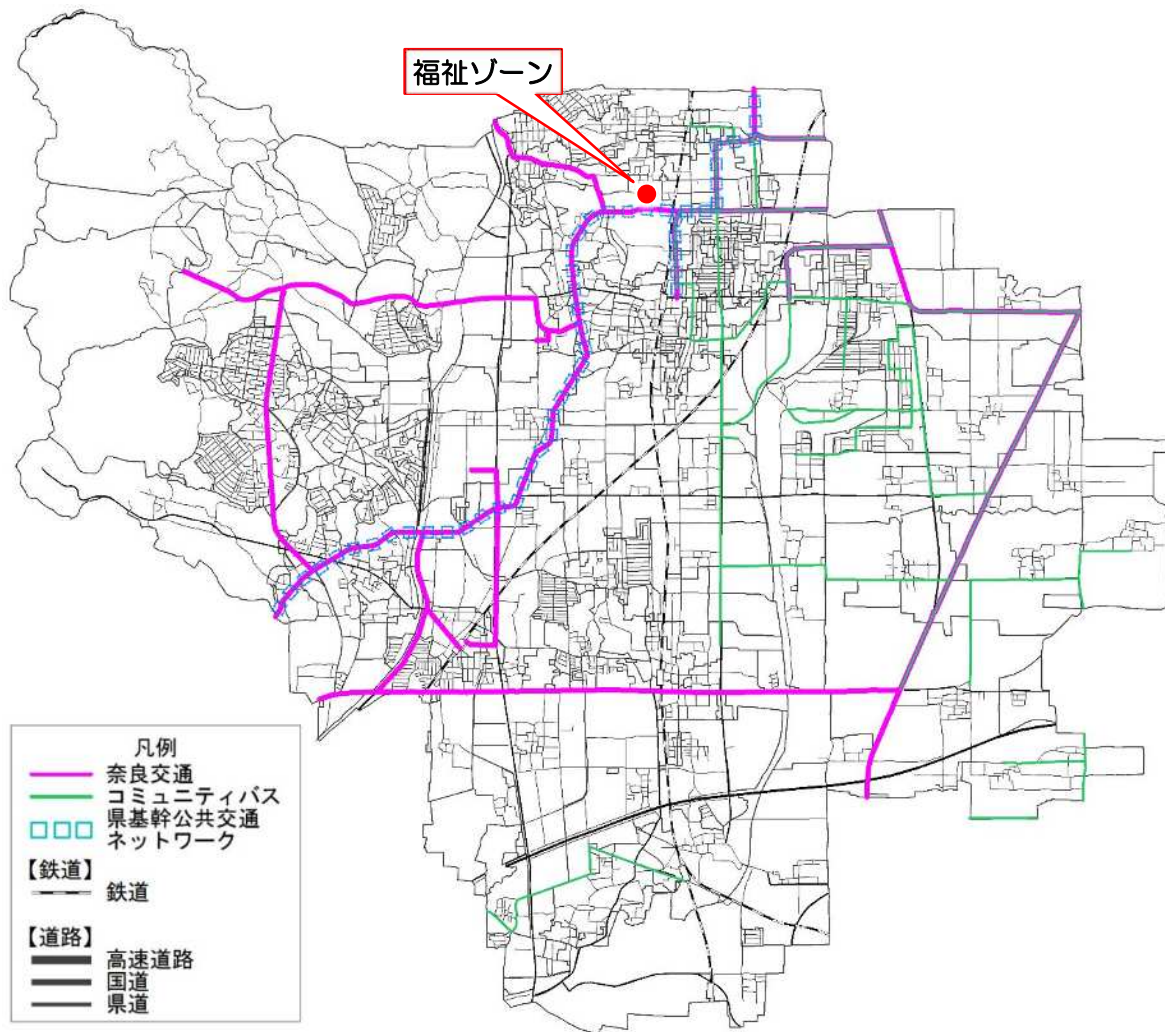 福祉ゾーン
凡例
奈良交通
コミュニティバス
県基幹公共交通
ネットワーク
【鉄道】
鉄道
【道路】
高速道路
国道
県道